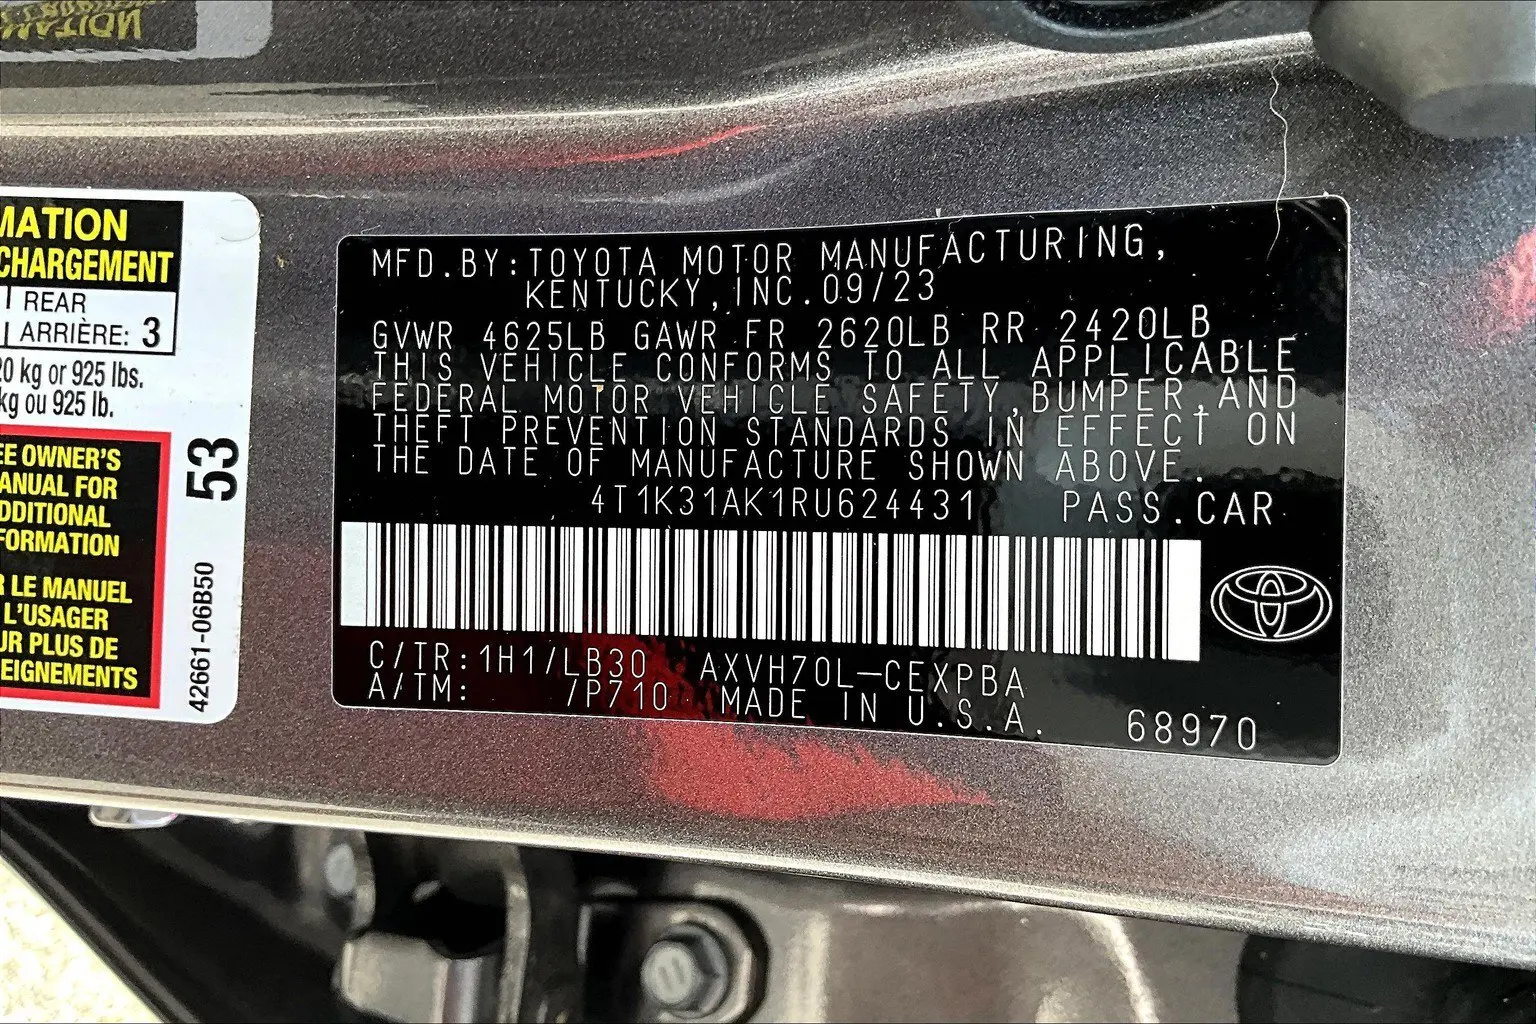 MATION
CHARGEMENT
REAR
ARRIÈRE: 3
20 kg or 925 lbs.
kg ou 925 lb.
EE OWNER'S
ANUAL FOR
DDITIONAL
FORMATION
R LE MANUEL
L'USAGER
UR PLUS DE
SEIGNEMENTS
53
42661-06B50
MFD.BY:TOYOTA MOTOR MANUFACTURING,
KENTUCKY,INC.09/23
GVWR 4625LB GAWR FR 2620LB RR 2420LB
THIS VEHICLE CONFORMS TO ALL APPLICABLE
FEDERAL MOTOR VEHICLE SAFETY,BUMPER,AND
THEFT PREVENTION STANDARDS IN EFFECT ON
THE DATE OF MANUFACTURE SHOWN ABOVE.
4T1K31AK1RU624431 PASS.CAR
C/TR:1H1/LB30 AXVH70L-CEXPBA
A/TM: /P710 MADE IN U.S.A. 68970